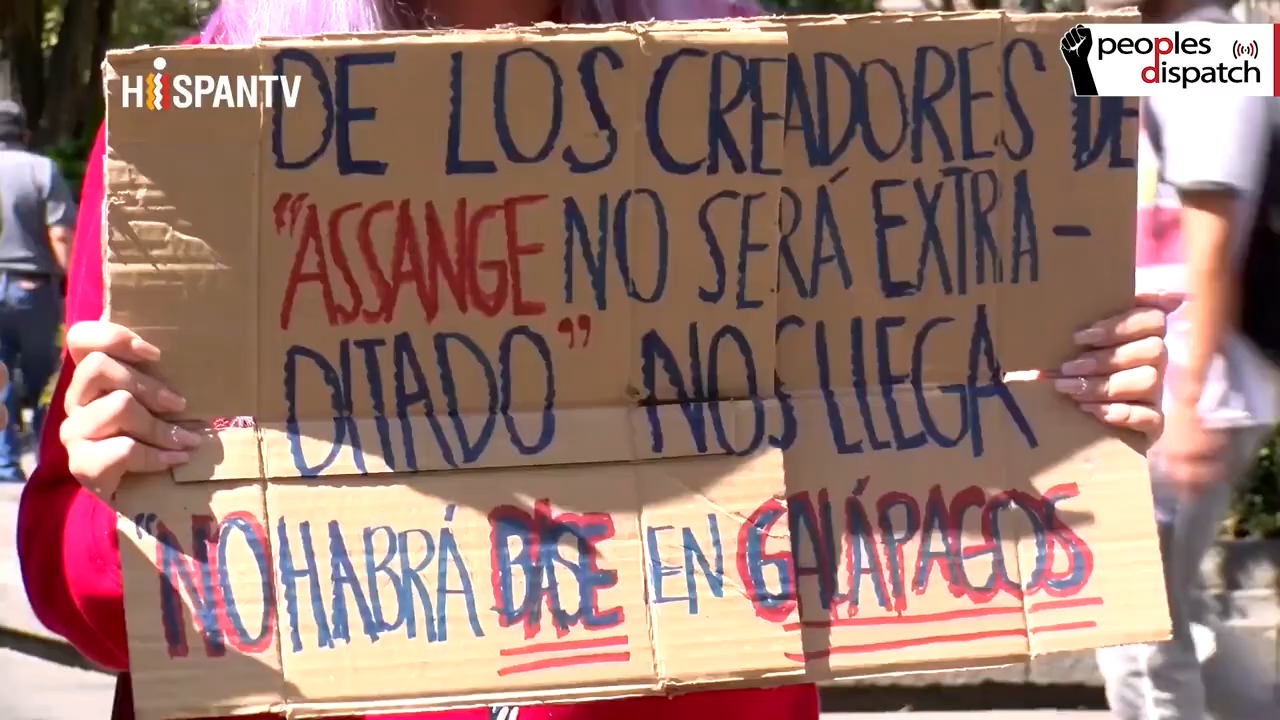 HISPANTV
peoples
dispatch
DE LOS CREADORES DE
"ASSANGE NO SERÁ EXTRA-
DITADO" NOS LLEGA
"NO HABRÁ BASE EN GALÁPAGOS